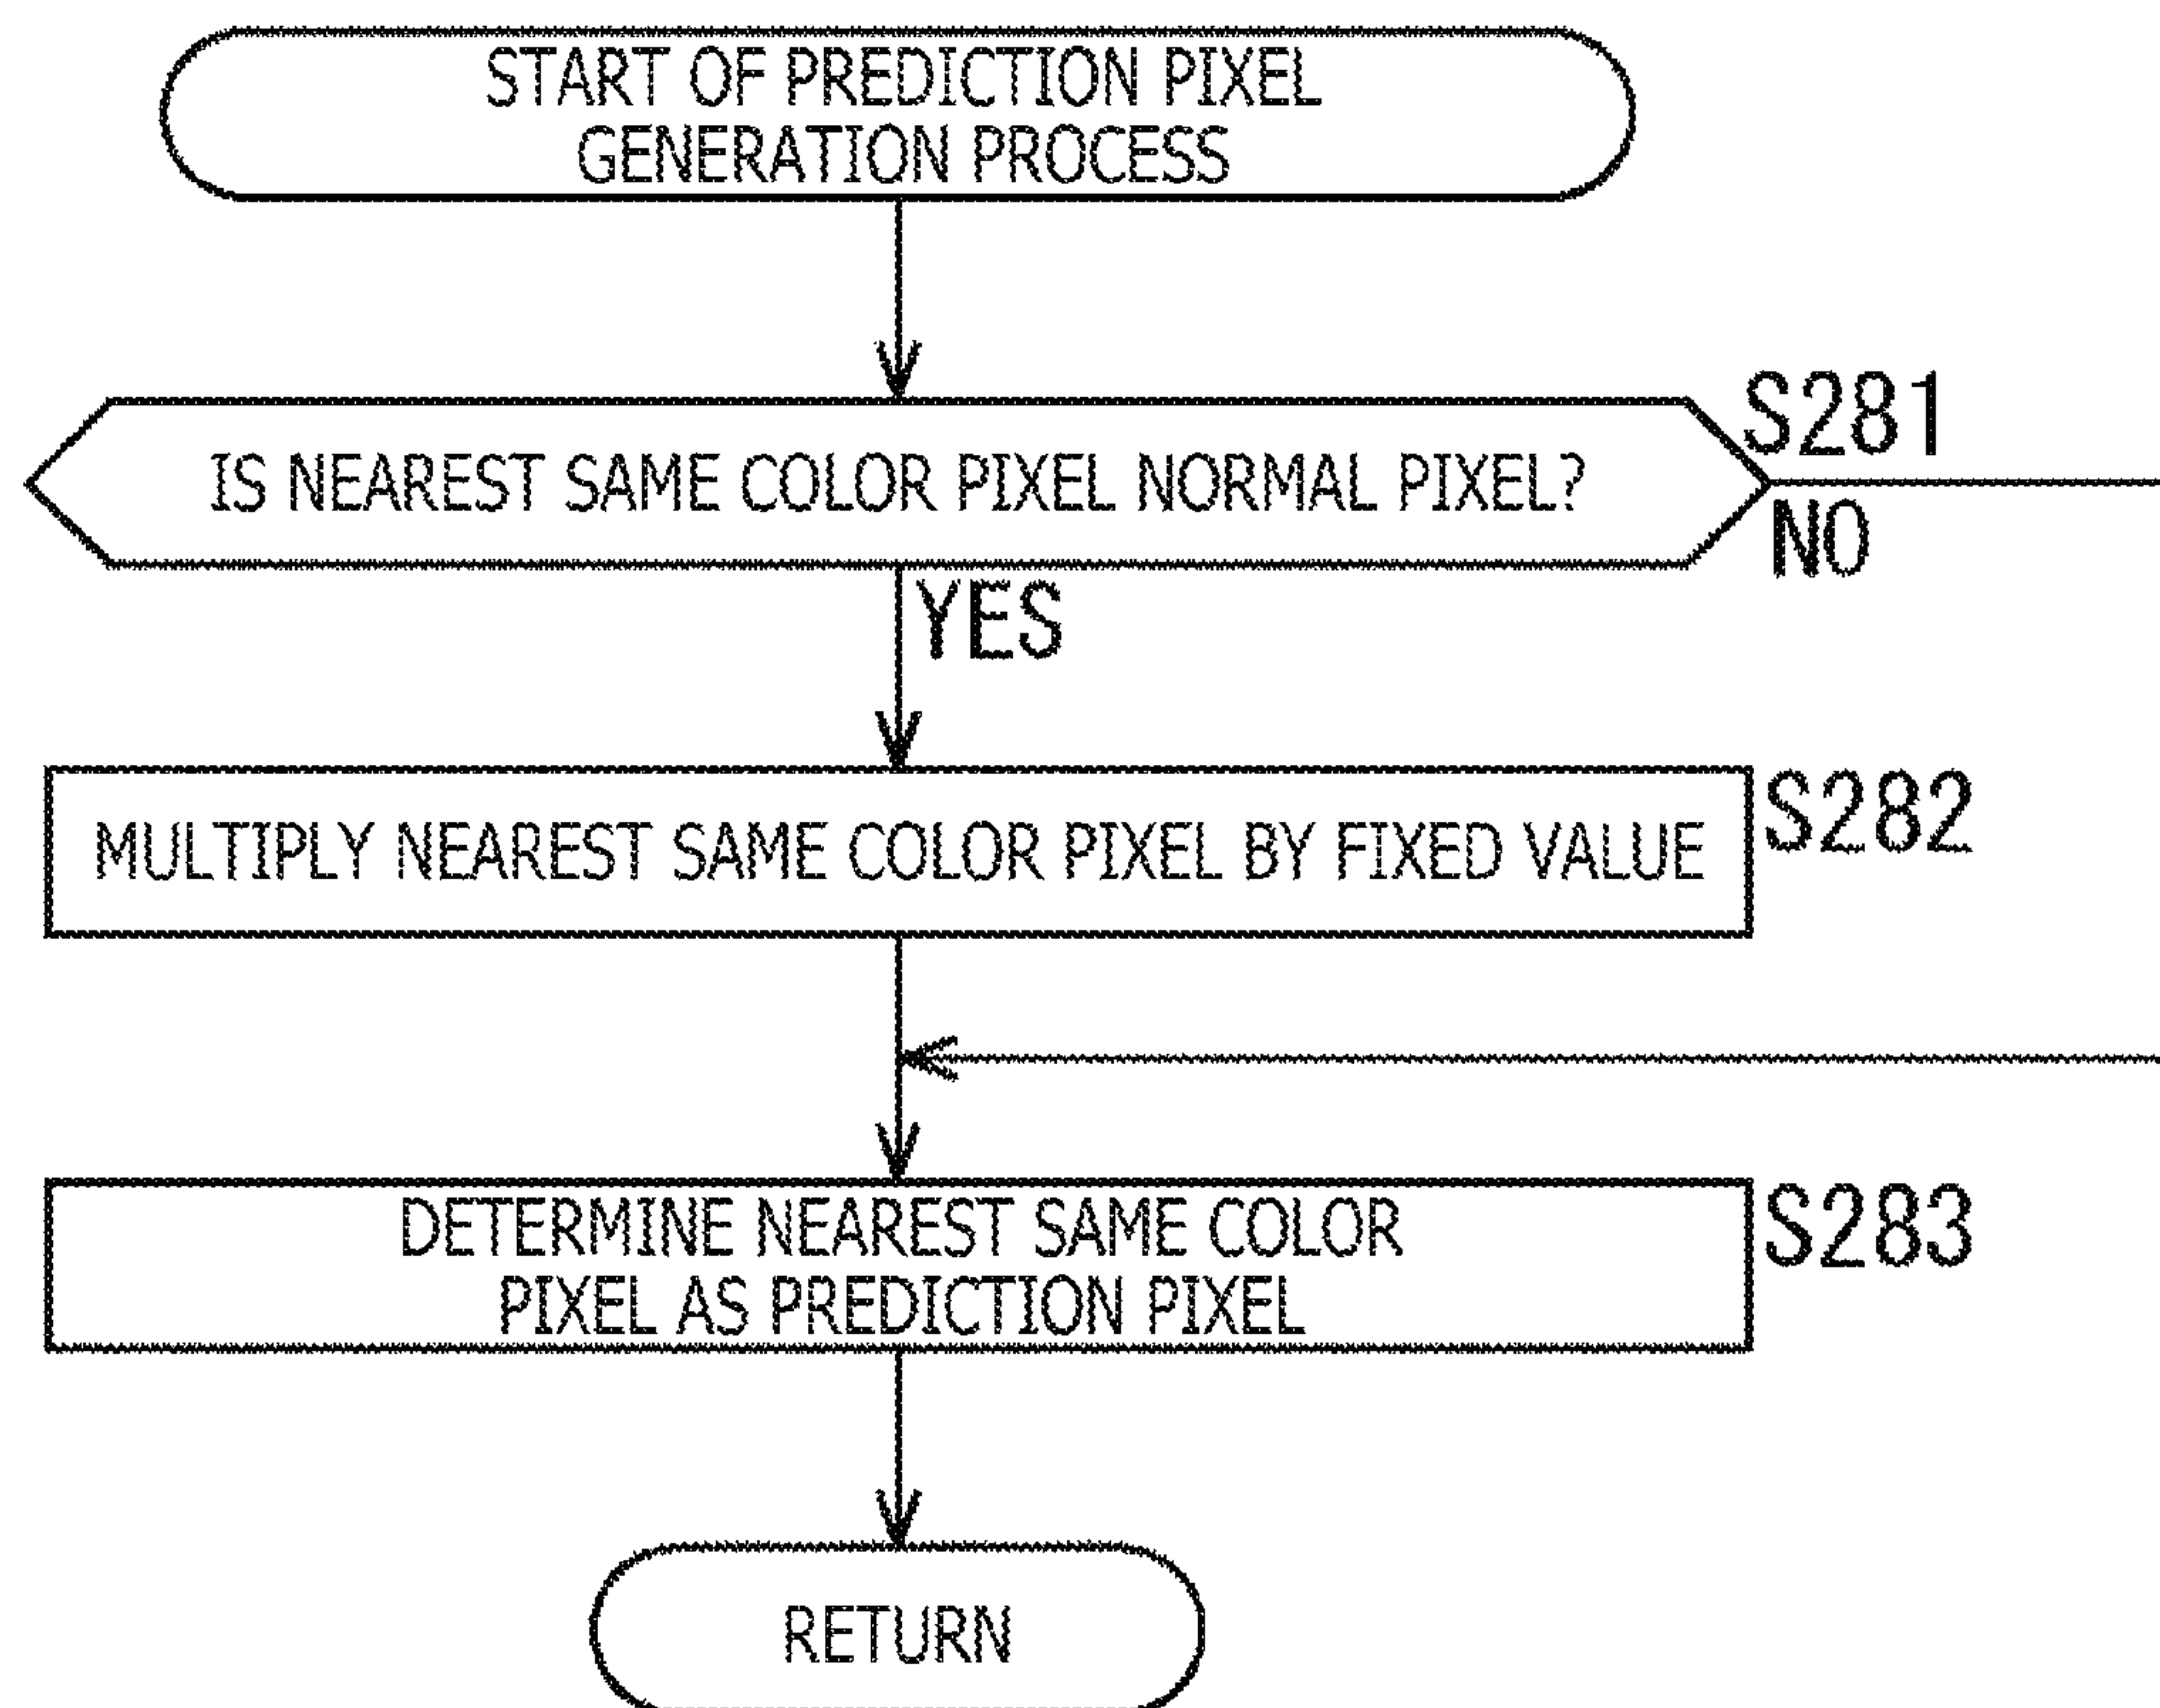 START OF PREDICTION PIXEL
GENERATION PROCESS
S281
IS NEAREST SAME COLOR PIXEL NORMAL PIXEL?
NO
YES
S282
MULTIPLY NEAREST SAME COLOR PIXEL BY FIXED VALUE
S283
DETERMINE NEAREST SAME COLOR
PIXEL AS PREDICTION PIXEL
RETURN